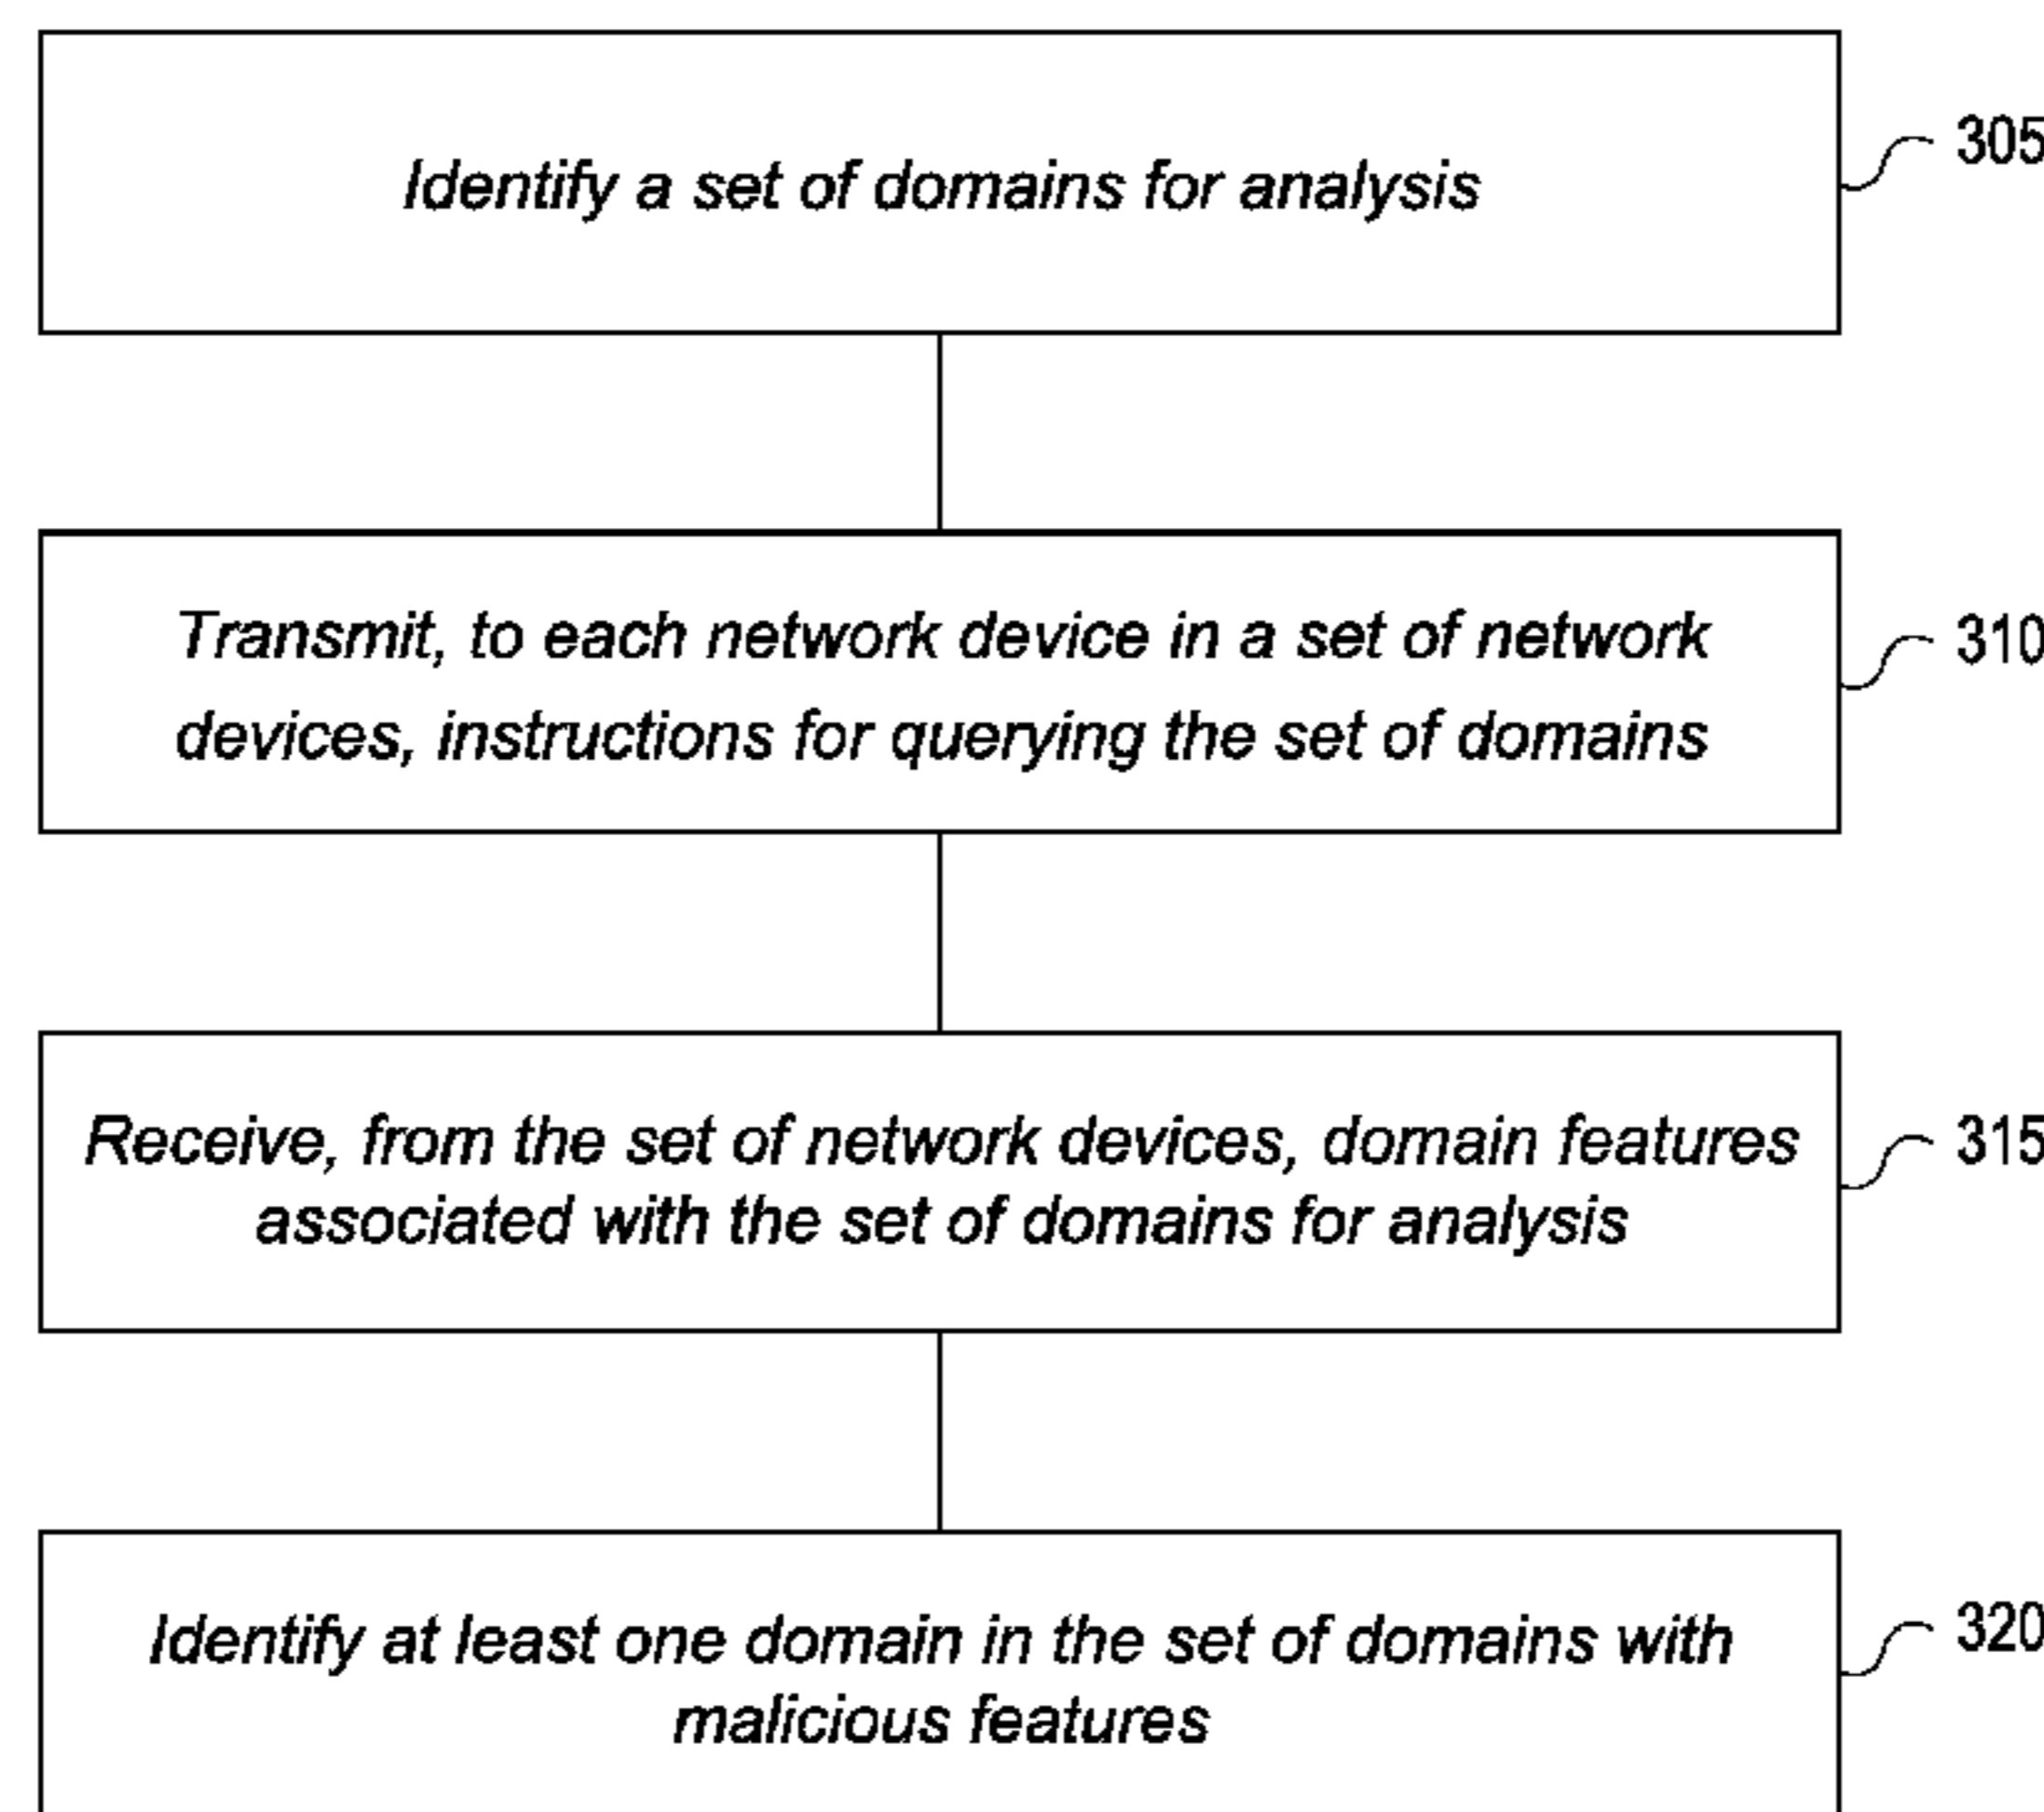 Identify a set of domains for analysis
305
Transmit, to each network device in a set of network
devices, instructions for querying the set of domains
310
Receive, from the set of network devices, domain features
associated with the set of domains for analysis
315
Identify at least one domain in the set of domains with
malicious features
320